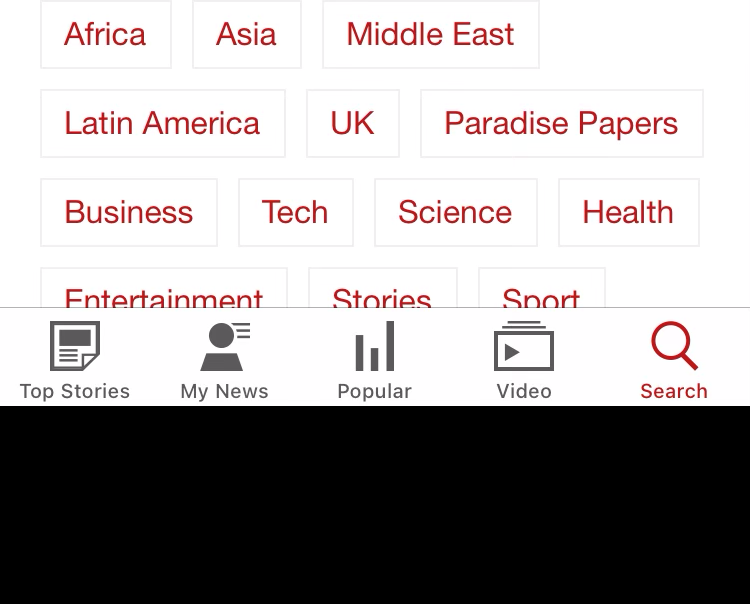 Africa Asia Middle East
Latin America UK Paradise Papers
Business Tech Science Health
Entertainment Stories Sport
Top Stories My News Popular Video Search